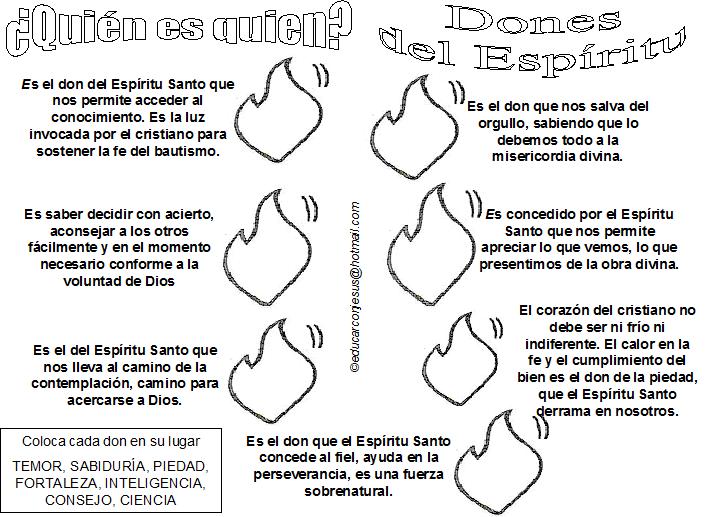 ¿Quién es quien?
Dones
del Espíritu
Es el don del Espíritu Santo que
nos permite acceder al
conocimiento. Es la luz
invocada por el cristiano para
sostener la fe del bautismo.
Es el don que nos salva del
orgullo, sabiendo que lo
debemos todo a la
misericordia divina.
Es saber decidir con acierto,
aconsejar a los otros
fácilmente y en el momento
necesario conforme a la
voluntad de Dios
Es concedido por el Espíritu
Santo que nos permite
apreciar lo que vemos, lo que
presentimos de la obra divina.
©educarconjesus@hotmail.com
Es el del Espíritu Santo que
nos lleva al camino de la
contemplación, camino para
acercarse a Dios.
El corazón del cristiano no
debe ser ni frío ni
indiferente. El calor en la
fe y el cumplimiento del
bien es el don de la piedad,
que el Espíritu Santo
derrama en nosotros.
Es el don que el Espíritu Santo
concede al fiel, ayuda en la
perseverancia, es una fuerza
sobrenatural.
Coloca cada don en su lugar
TEMOR, SABIDURÍA, PIEDAD,
FORTALEZA, INTELIGENCIA,
CONSEJO, CIENCIA